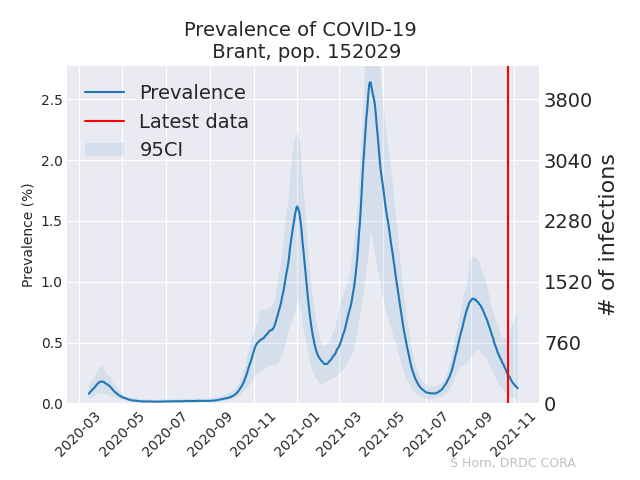 Prevalence of COVID-19
Brant, pop. 152029
Prevalence
Latest data
95CI
Prevalence (%)
2.5
2.0
1.5
1.0
0.5
0.0
3800
3040
2280
1520
760
0
# of infections
2020-03
2020-05
2020-07
2020-09
2020-11
2021-01
2021-03
2021-05
2021-07
2021-09
2021-11
S Horn, DRDC CORA